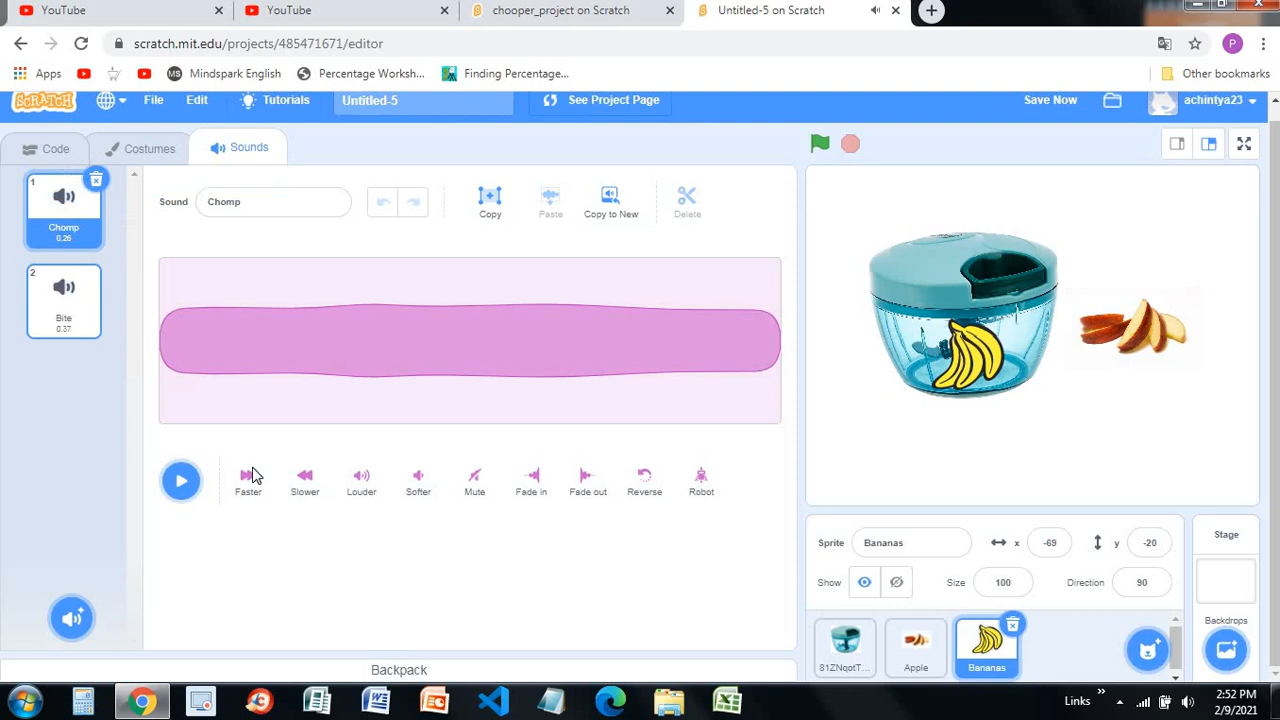 YouTube
YouTube
chooper_project on Scratch
Untitled-5 on Scratch
scratch.mit.edu/projects/485471671/editor
P
Apps
MS Mindspark English
Percentage Worksh...
Finding Percentage...
Other bookmarks
SCRATCH
File
Edit
Tutorials
Untitled-5
See Project Page
Save Now
achintya23
Code
Costumes
Sounds
1
Chomp
0.26
2
Bite
0.37
Sound
Chomp
Copy
Paste
Copy to New
Delete
Faster
Slower
Louder
Softer
Mute
Fade in
Fade out
Reverse
Robot
Sprite
Bananas
x
-69
y
-20
Show
Size
100
Direction
90
81ZNqotT...
Apple
Bananas
Stage
Backdrops
Backpack
Links
2:52 PM
2/9/2021